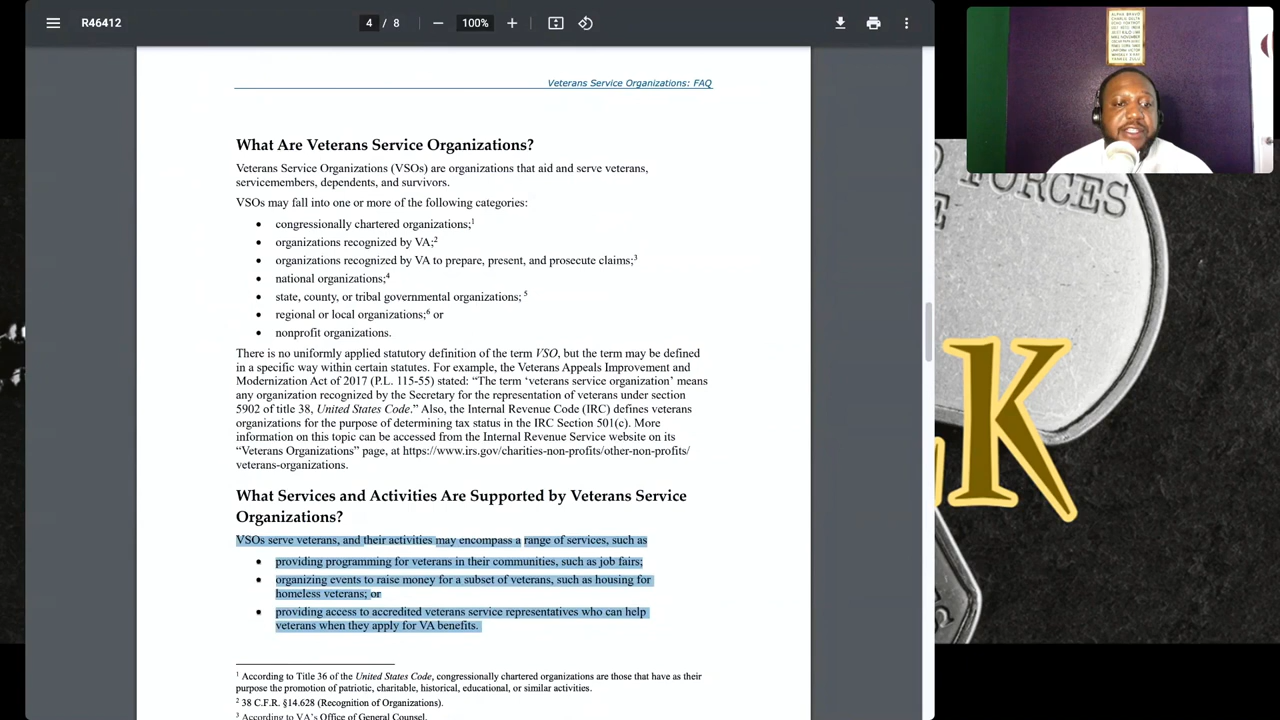 R46412
4 / 8
100%
Veterans Service Organizations: FAQ
What Are Veterans Service Organizations?
Veterans Service Organizations (VSOs) are organizations that aid and serve veterans,
servicemembers, dependents, and survivors.
VSOs may fall into one or more of the following categories:
• congressionally chartered organizations;1
• organizations recognized by VA;2
• organizations recognized by VA to prepare, present, and prosecute claims;3
• national organizations;4
• state, county, or tribal governmental organizations; 5
• regional or local organizations;6 or
• nonprofit organizations.
There is no uniformly applied statutory definition of the term VSO, but the term may be defined
in a specific way within certain statutes. For example, the Veterans Appeals Improvement and
Modernization Act of 2017 (P.L. 115-55) stated: “The term ‘veterans service organization’ means
any organization recognized by the Secretary for the representation of veterans under section
5902 of title 38, United States Code.” Also, the Internal Revenue Code (IRC) defines veterans
organizations for the purpose of determining tax status in the IRC Section 501(c). More
information on this topic can be accessed from the Internal Revenue Service website on its
“Veterans Organizations” page, at https://www.irs.gov/charities-non-profits/other-non-profits/
veterans-organizations.
What Services and Activities Are Supported by Veterans Service
Organizations?
VSOs serve veterans, and their activities may encompass a range of services, such as
• providing programming for veterans in their communities, such as job fairs;
• organizing events to raise money for a subset of veterans, such as housing for
homeless veterans; or
• providing access to accredited veterans service representatives who can help
veterans when they apply for VA benefits.
1 According to Title 36 of the United States Code, congressionally chartered organizations are those that have as their
purpose the promotion of patriotic, charitable, historical, educational, or similar activities.
2 38 C.F.R. §14.628 (Recognition of Organizations).
3 According to VA’s Office of General Counsel.
FORCES
K